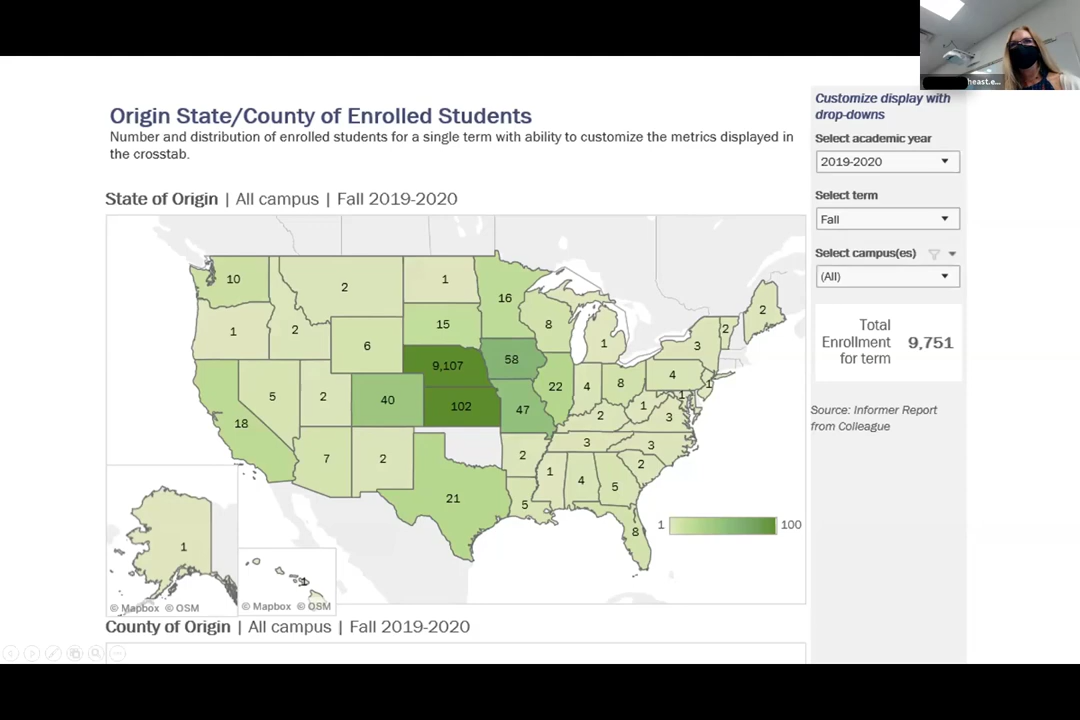 heast.e...
Origin State/County of Enrolled Students
Number and distribution of enrolled students for a single term with ability to customize the metrics displayed in
the crosstab.
State of Origin | All campus | Fall 2019-2020
10
2
1
16
1
2
15
8
1
2
3
2
6
9,107
58
5
2
40
102
47
22
4
8
4
1
1
18
2
1
3
7
2
2
3
3
2
21
5
1
4
5
8
1 100
1
1
© Mapbox © OSM
© Mapbox © OSM
County of Origin | All campus | Fall 2019-2020
Customize display with
drop-downs
Select academic year
2019-2020
Select term
Fall
Select campus(es)
(All)
Total
Enrollment
for term
9,751
Source: Informer Report
from Colleague